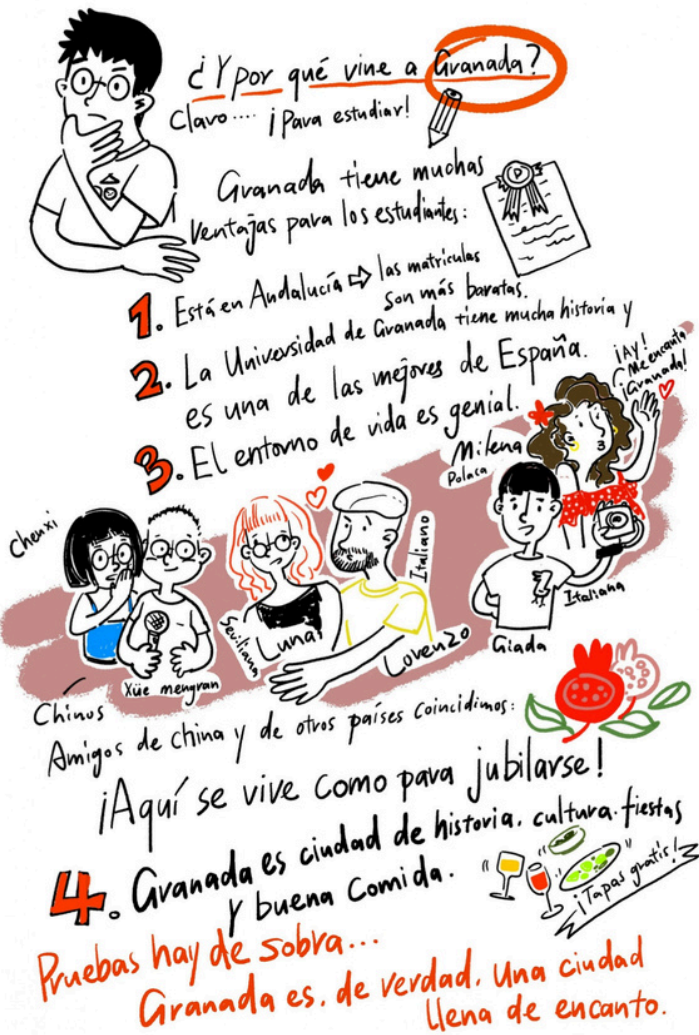 ¿Y por qué vine a Granada?
Claro.... ¡Para estudiar!
Granada tiene muchas
ventajas para los estudiantes:
1. Está en Andalucía ⇨ las matrículas
son más baratas.
2. La Universidad de Granada tiene mucha historia y
es una de las mejores de España.
3. El entorno de vida es genial.
¡Ay!
Me encanta
¡Granada!
Milena
Polaca
Chenxi
Xüe mengran
Chinos
Sevillana
Luna
Italiano
Lorenzo
Giada
Italiana
Amigos de china y de otros países coincidimos:
¡Aquí se vive como para jubilarse!
4. Granada es ciudad de historia, cultura, fiestas
y buena comida.
¡Tapas gratis!
Pruebas hay de sobra...
Granada es, de verdad, una ciudad
llena de encanto.